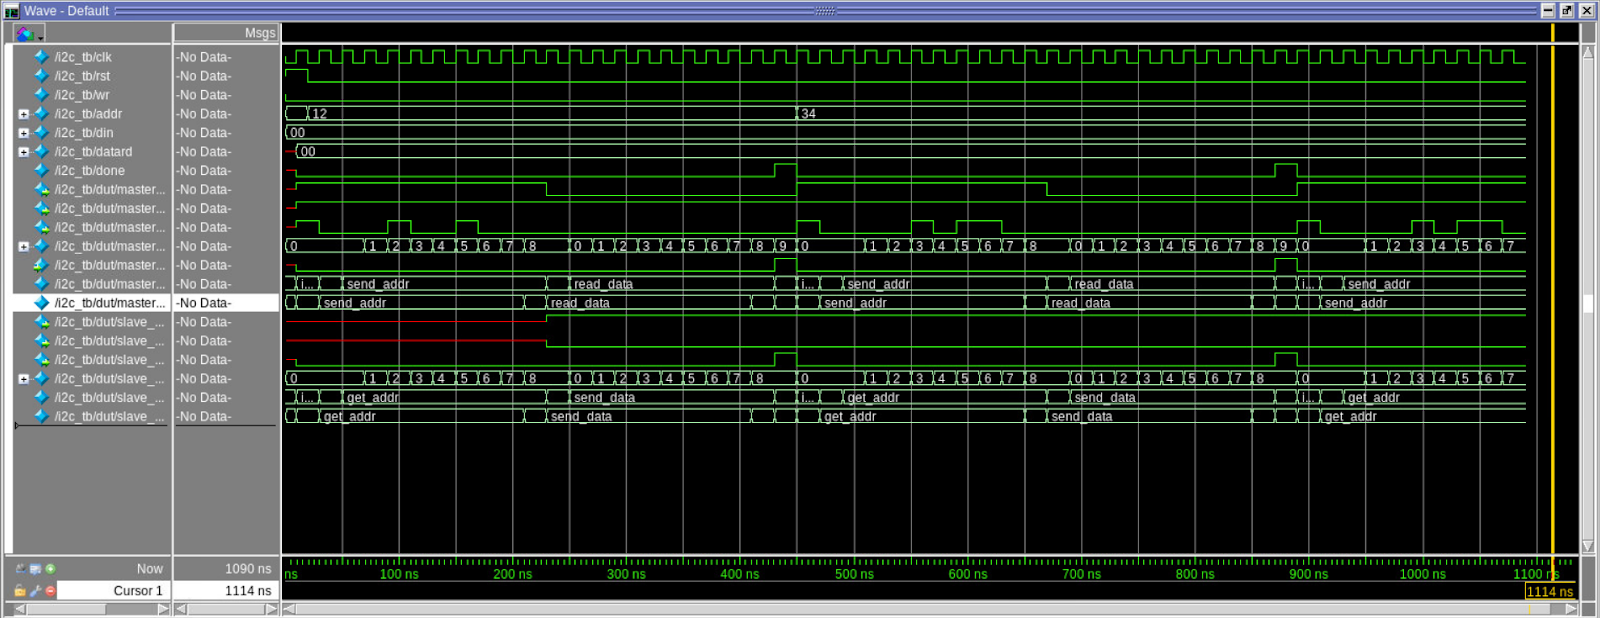 Wave - Default
Msgs
/i2c_tb/clk -No Data-
/i2c_tb/rst -No Data-
/i2c_tb/wr -No Data-
/i2c_tb/addr -No Data- 12 34
/i2c_tb/din -No Data- 00
/i2c_tb/datard -No Data- 00
/i2c_tb/done -No Data-
/i2c_tb/dut/master... -No Data-
/i2c_tb/dut/master... -No Data-
/i2c_tb/dut/master... -No Data-
/i2c_tb/dut/master... -No Data- 0 1 2 3 4 5 6 7 8 0 1 2 3 4 5 6 7 8 9 0 1 2 3 4 5 6 7 8 0 1 2 3 4 5 6 7 8 9 0 1 2 3 4 5 6 7
/i2c_tb/dut/master... -No Data-
/i2c_tb/dut/master... -No Data- i... send_addr read_data i... send_addr read_data i... send_addr
/i2c_tb/dut/master... -No Data- send_addr read_data send_addr read_data send_addr
/i2c_tb/dut/slave_... -No Data-
/i2c_tb/dut/slave_... -No Data-
/i2c_tb/dut/slave_... -No Data-
/i2c_tb/dut/slave_... -No Data- 0 1 2 3 4 5 6 7 8 0 1 2 3 4 5 6 7 8 0 1 2 3 4 5 6 7 8 0 1 2 3 4 5 6 7 8 0 1 2 3 4 5 6 7
/i2c_tb/dut/slave_... -No Data- i... get_addr send_data i... get_addr send_data i... get_addr
/i2c_tb/dut/slave_... -No Data- get_addr send_data get_addr send_data get_addr
Now 1090 ns ns 100 ns 200 ns 300 ns 400 ns 500 ns 600 ns 700 ns 800 ns 900 ns 1000 ns 1100 ns
Cursor 1 1114 ns 1114 ns